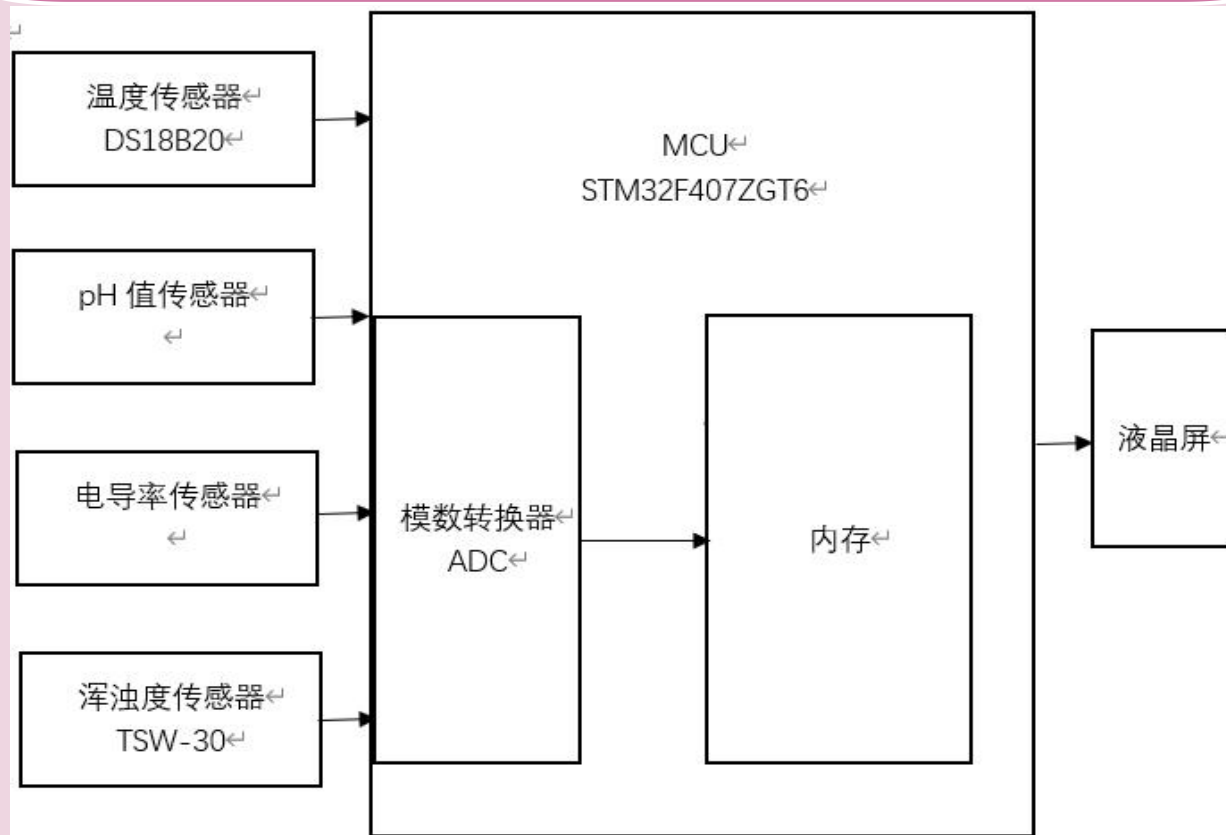 温度传感器
DS18B20
MCU
STM32F407ZGT6
pH 值传感器
电导率传感器
模数转换器
ADC
内存
液晶屏
浑浊度传感器
TSW-30